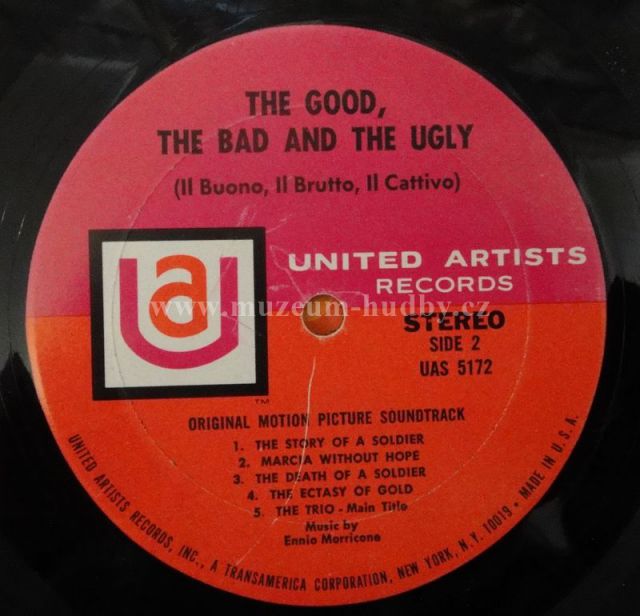 THE GOOD,
THE BAD AND THE UGLY
(Il Buono, Il Brutto, Il Cattivo)
ua
UNITED ARTISTS
RECORDS
www.muzeum-hudby.cz
STEREO
SIDE 2
UAS 5172
TM
ORIGINAL MOTION PICTURE SOUNDTRACK
1. THE STORY OF A SOLDIER
2. MARCIA WITHOUT HOPE
3. THE DEATH OF A SOLDIER
4. THE ECTASY OF GOLD
5. THE TRIO - Main Title
Music by
Ennio Morricone
UNITED ARTISTS RECORDS, INC., A TRANSAMERICA CORPORATION, NEW YORK, N.Y. 10019 • MADE IN U.S.A.